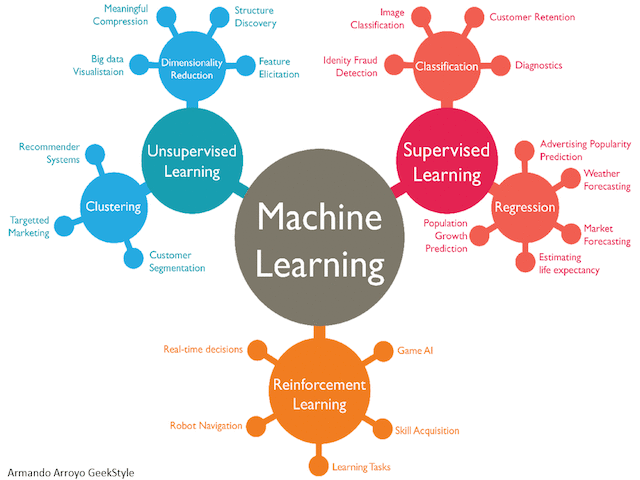 Meaningful
Compression
Structure
Discovery
Big data
Visualistaion
Dimensionality
Reduction
Feature
Elicitation
Recommender
Systems
Unsupervised
Learning
Clustering
Targetted
Marketing
Customer
Segmentation
Machine
Learning
Image
Classification
Customer Retention
Idenity Fraud
Detection
Classification
Diagnostics
Supervised
Learning
Advertising Popularity
Prediction
Weather
Forecasting
Regression
Population
Growth
Prediction
Market
Forecasting
Estimating
life expectancy
Real-time decisions
Game AI
Reinforcement
Learning
Robot Navigation
Skill Acquisition
Learning Tasks
Armando Arroyo GeekStyle